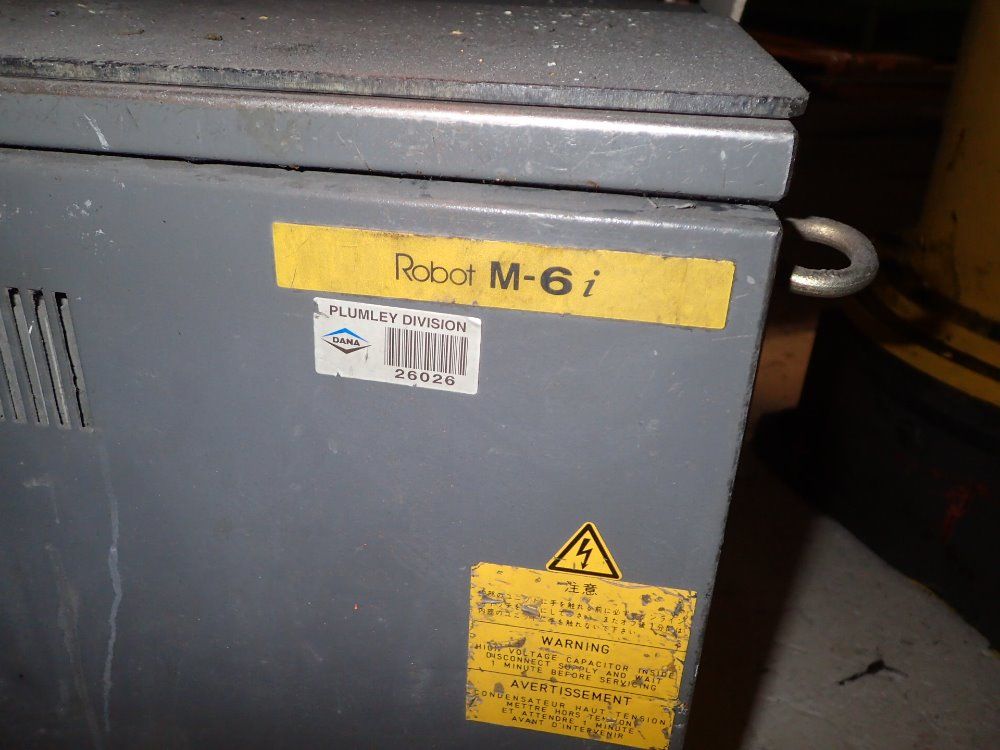 Robot M-6i
PLUMLEY DIVISION
DANA
26026
注意
WARNING
HIGH VOLTAGE CAPACITOR INSIDE
DISCONNECT SUPPLY AND WAIT
1 MINUTE BEFORE SERVICING
AVERTISSEMENT
CONDENSATEUR HAUT TENSION
METTRE HORS TENSION
ET ATTENDRE 1 MINUTE
AVANT D'INTERVENIR